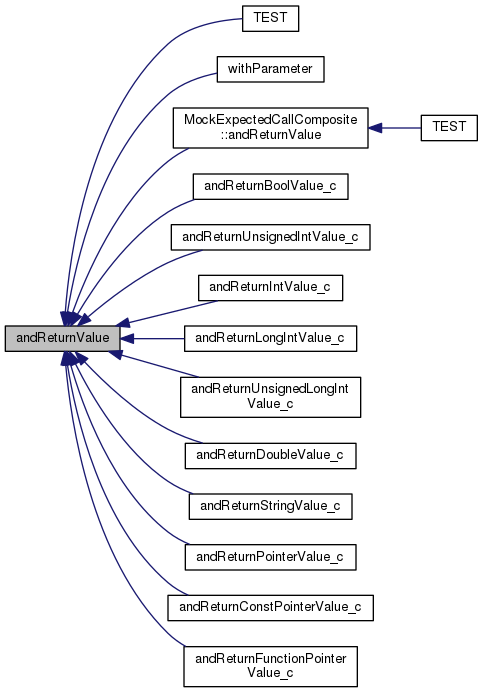 TEST
withParameter
MockExpectedCallComposite
::andReturnValue
TEST
andReturnBoolValue_c
andReturnUnsignedIntValue_c
andReturnIntValue_c
andReturnValue
andReturnLongIntValue_c
andReturnUnsignedLongInt
Value_c
andReturnDoubleValue_c
andReturnStringValue_c
andReturnPointerValue_c
andReturnConstPointerValue_c
andReturnFunctionPointer
Value_c